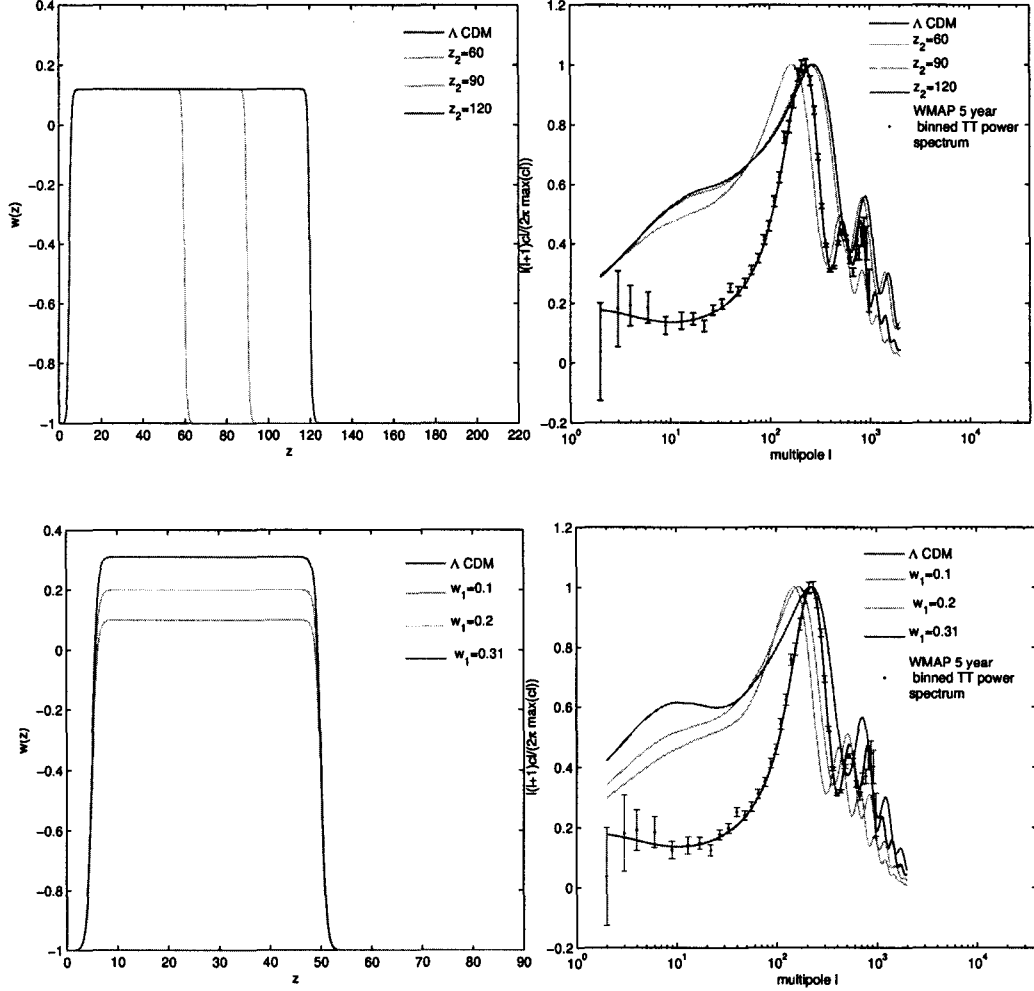 0.4
0.2
0
−0.2
−0.4
−0.6
−0.8
−1
w(z)
0 20 40 60 80 100 120 140 160 180 200 220
z
Λ CDM
z2=60
z2=90
z2=120
1.2
1
0.8
0.6
0.4
0.2
0
−0.2
l(l+1)cl/(2π max(cl))
10^0 10^1 10^2 10^3 10^4
multipole l
Λ CDM
z2=60
z2=90
z2=120
WMAP 5 year
binned TT power
spectrum
0.4
0.2
0
−0.2
−0.4
−0.6
−0.8
−1
w(z)
0 10 20 30 40 50 60 70 80 90
z
Λ CDM
w1=0.1
w1=0.2
w1=0.31
1.2
1
0.8
0.6
0.4
0.2
0
−0.2
l(l+1)cl/(2π max(cl))
10^0 10^1 10^2 10^3 10^4
multipole l
Λ CDM
w1=0.1
w1=0.2
w1=0.31
WMAP 5 year
binned TT power
spectrum